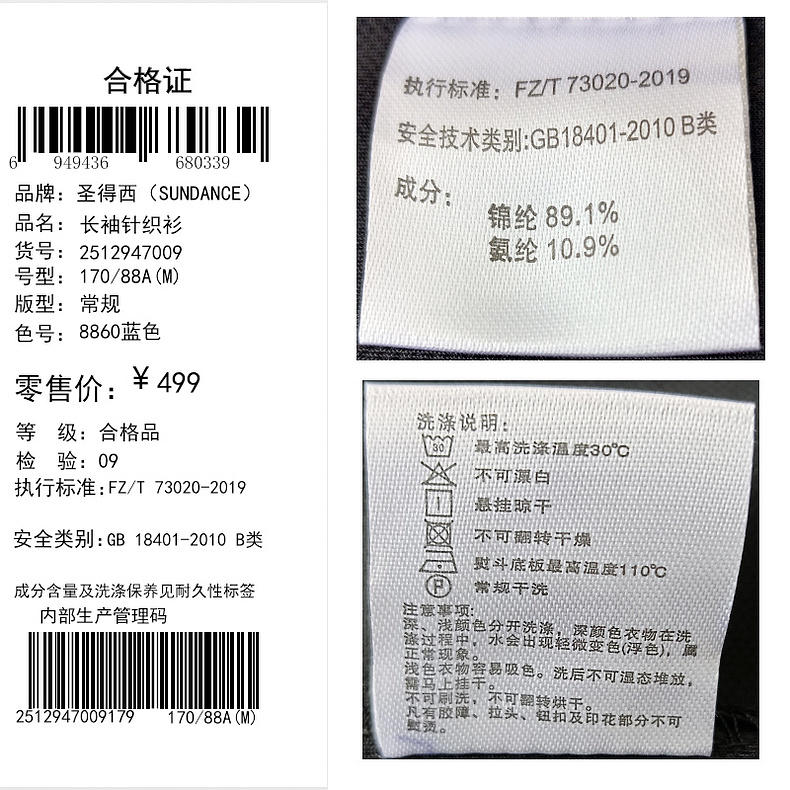 合格证
6 949436 680339
品牌：圣得西（SUNDANCE）
品名：长袖针织衫
货号：2512947009
号型：170/88A(M)
版型：常规
色号：8860蓝色
零售价：￥499
等 级：合格品
检 验：09
执行标准:FZ/T 73020-2019
安全类别:GB 18401-2010 B类
成分含量及洗涤保养见耐久性标签
内部生产管理码
2512947009179 170/88A(M)
执行标准：FZ/T 73020-2019
安全技术类别:GB18401-2010 B类
成分：
锦纶 89.1%
氨纶 10.9%
洗涤说明：
30 最高洗涤温度30℃
不可漂白
悬挂晾干
不可翻转干燥
熨斗底板最高温度110℃
P 常规干洗
注意事项:
深、浅颜色分开洗涤，深颜色衣物在洗
涤过程中，水会出现轻微变色(浮色)，属
正常现象。
浅色衣物容易吸色。洗后不可湿态堆放，
需马上挂干。
不可刷洗，不可翻转烘干。
凡有胶障、拉头、钮扣及印花部分不可
熨烫。